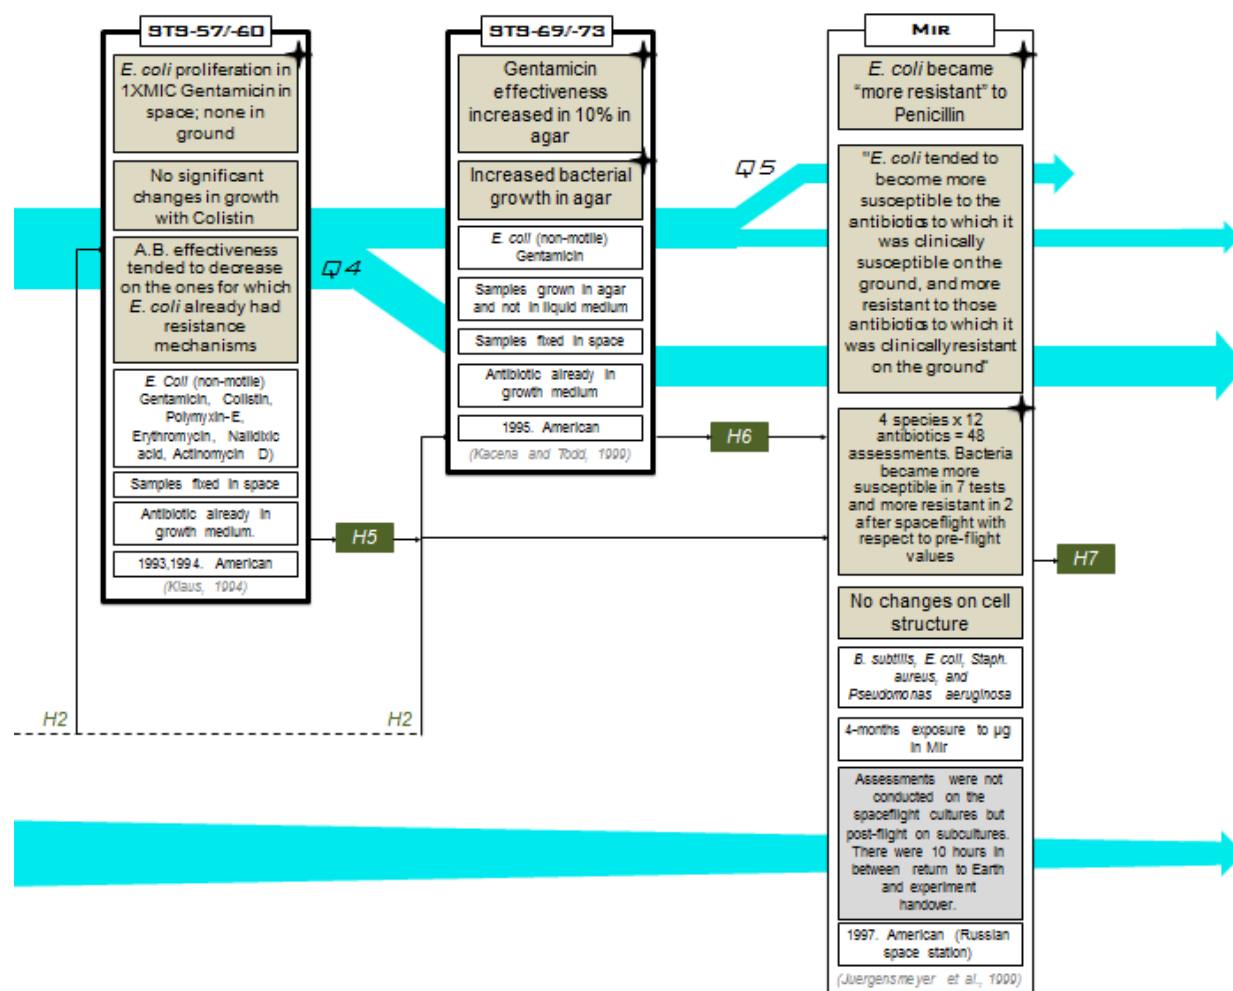 STS-57/-60
E. coli proliferation in
1XMIC Gentamicin in
space; none in
ground
No significant
changes in growth
with Colistin
A.B. effectiveness
tended to decrease
on the ones for which
E. coli already had
resistance
mechanisms
E. Coli (non-motile)
Gentamicin, Colistin,
Polymyxin-E,
Erythromycin, Nalidixic
acid, Actinomycin D)
Samples fixed in space
Antibiotic already in
growth medium.
1993,1994. American
(Klaus, 1994)
H2
Q4
H5
H2
STS-69/-73
Gentamicin
effectiveness
increased in 10% in
agar
Increased bacterial
growth in agar
E. coli (non-motile)
Gentamicin
Samples grown in agar
and not in liquid medium
Samples fixed in space
Antibiotic already in
growth medium
1995. American
(Kacena and Todd, 1999)
Q5
H6
MIR
E. coli became
“more resistant” to
Penicillin
"E. coli tended to
become more
susceptible to the
antibiotics to which it
was clinically
susceptible on the
ground, and more
resistant to those
antibiotics to which it
was clinically resistant
on the ground"
4 species x 12
antibiotics = 48
assessments. Bacteria
became more
susceptible in 7 tests
and more resistant in 2
after spaceflight with
respect to pre-flight
values
No changes on cell
structure
B. subtilis, E. coli, Staph.
aureus, and
Pseudomonas aeruginosa
4-months exposure to µg
in Mir
Assessments were not
conducted on the
spaceflight cultures but
post-flight on subcultures.
There were 10 hours in
between return to Earth
and experiment
handover.
1997. American (Russian
space station)
(Juergensmeyer et al., 1999)
H7